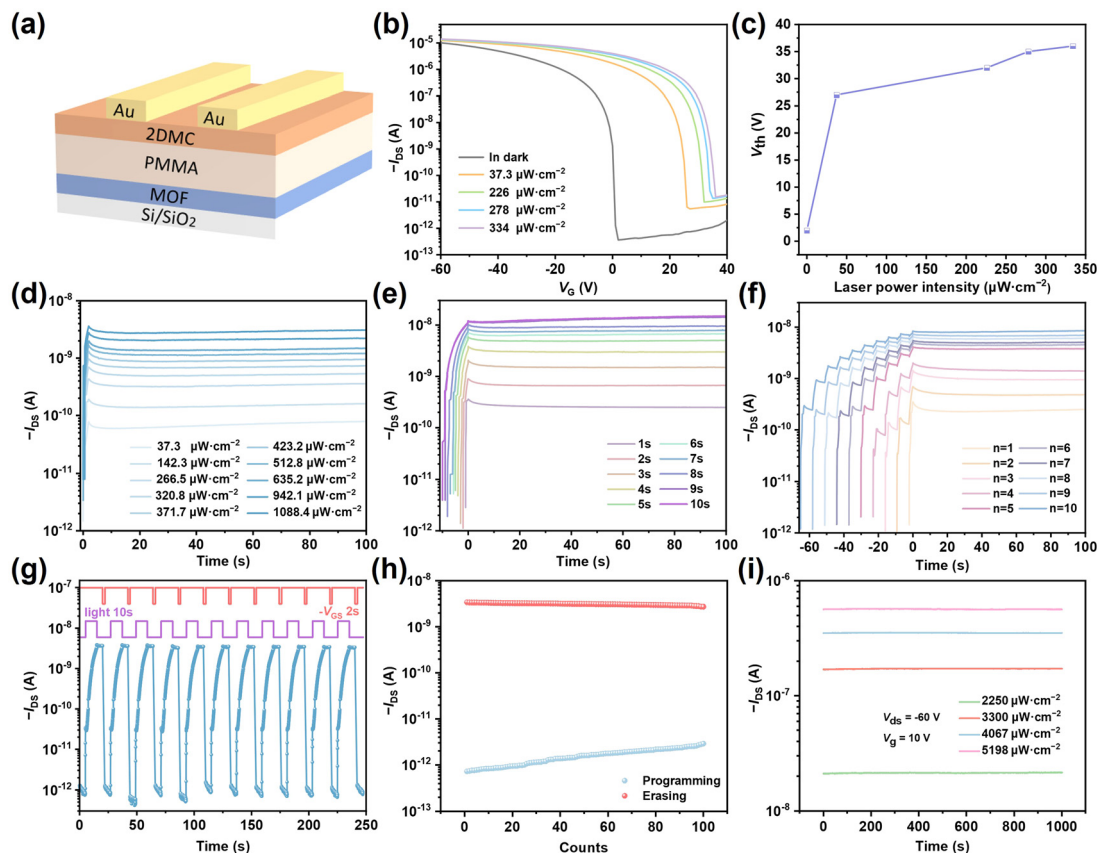 (a)
Au
Au
2DMC
PMMA
MOF
Si/SiO₂
(b)
10⁻⁴
10⁻⁵
10⁻⁶
10⁻⁷
10⁻⁸
10⁻⁹
10⁻¹⁰
10⁻¹¹
10⁻¹²
10⁻¹³
−I_DS (A)
In dark
37.3 μW·cm⁻²
226 μW·cm⁻²
278 μW·cm⁻²
334 μW·cm⁻²
-60 -40 -20 0 20 40
V_G (V)
(c)
40
35
30
25
20
15
10
5
0
V_th (V)
0 50 100 150 200 250 300 350
Laser power intensity (μW·cm⁻²)
(d)
10⁻⁸
10⁻⁹
10⁻¹⁰
10⁻¹¹
10⁻¹²
−I_DS (A)
37.3 μW·cm⁻² 423.2 μW·cm⁻²
142.3 μW·cm⁻² 512.8 μW·cm⁻²
266.5 μW·cm⁻² 635.2 μW·cm⁻²
320.8 μW·cm⁻² 942.1 μW·cm⁻²
371.7 μW·cm⁻² 1088.4 μW·cm⁻²
0 20 40 60 80 100
Time (s)
(e)
10⁻⁸
10⁻⁹
10⁻¹⁰
10⁻¹¹
10⁻¹²
−I_DS (A)
1s 6s
2s 7s
3s 8s
4s 9s
5s 10s
0 20 40 60 80 100
Time (s)
(f)
10⁻⁸
10⁻⁹
10⁻¹⁰
10⁻¹¹
10⁻¹²
−I_DS (A)
n=1 n=6
n=2 n=7
n=3 n=8
n=4 n=9
n=5 n=10
-60 -40 -20 0 20 40 60 80 100
Time (s)
(g)
10⁻⁷
10⁻⁸
10⁻⁹
10⁻¹⁰
10⁻¹¹
10⁻¹²
−I_DS (A)
light 10s
-V_GS 2s
0 50 100 150 200 250
Time (s)
(h)
10⁻⁸
10⁻⁹
10⁻¹⁰
10⁻¹¹
10⁻¹²
10⁻¹³
−I_DS (A)
Programming
Erasing
0 20 40 60 80 100
Counts
(i)
10⁻⁶
10⁻⁷
10⁻⁸
−I_DS (A)
V_ds = -60 V
V_g = 10 V
2250 μW·cm⁻²
3300 μW·cm⁻²
4067 μW·cm⁻²
5198 μW·cm⁻²
0 200 400 600 800 1000
Time (s)